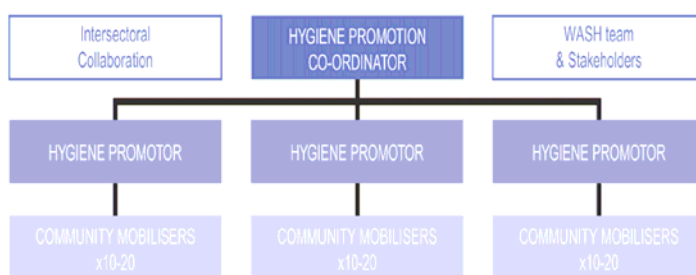 Intersectoral
Collaboration
HYGIENE PROMOTION
CO-ORDINATOR
WASH team
& Stakeholders
HYGIENE PROMOTOR
HYGIENE PROMOTOR
HYGIENE PROMOTOR
COMMUNITY MOBILISERS
x10-20
COMMUNITY MOBILISERS
x10-20
COMMUNITY MOBILISERS
x10-20